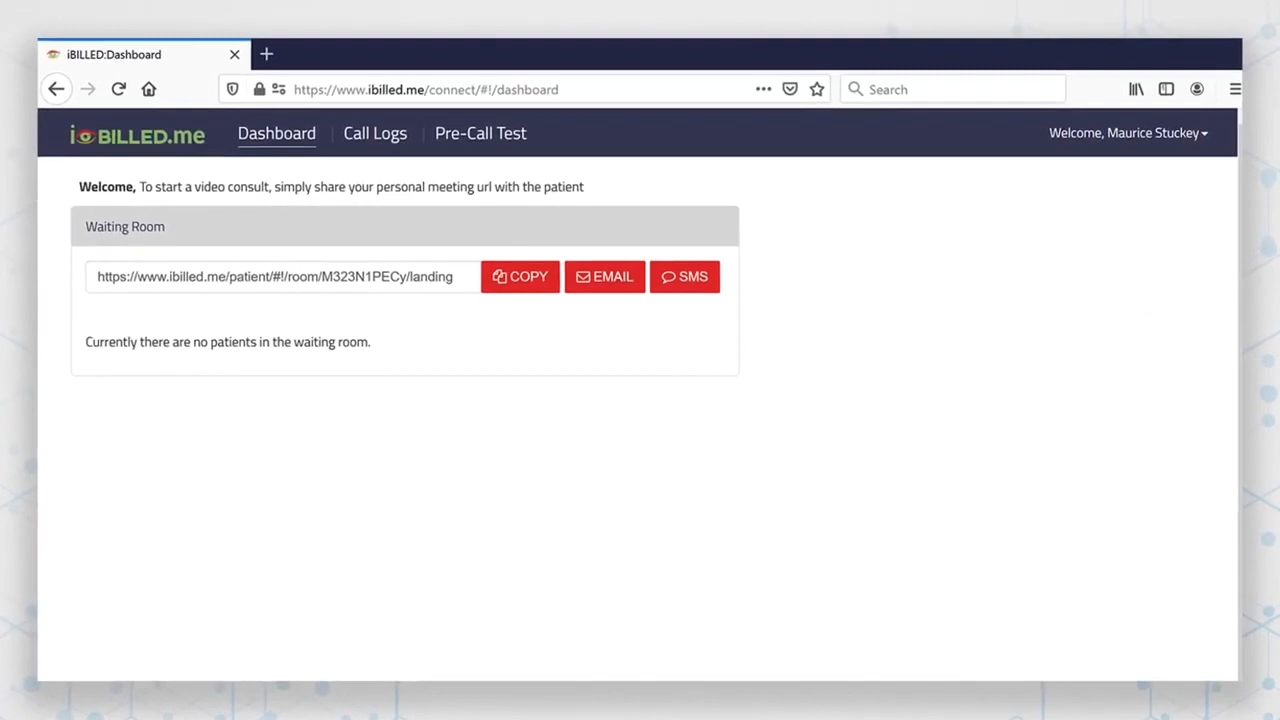 iBILLED:Dashboard
https://www.ibilled.me/connect/#!/dashboard
Search
iBILLED.me
Dashboard
Call Logs
Pre-Call Test
Welcome, Maurice Stuckey
Welcome, To start a video consult, simply share your personal meeting url with the patient
Waiting Room
https://www.ibilled.me/patient/#!/room/M323N1PECy/landing
COPY
EMAIL
SMS
Currently there are no patients in the waiting room.